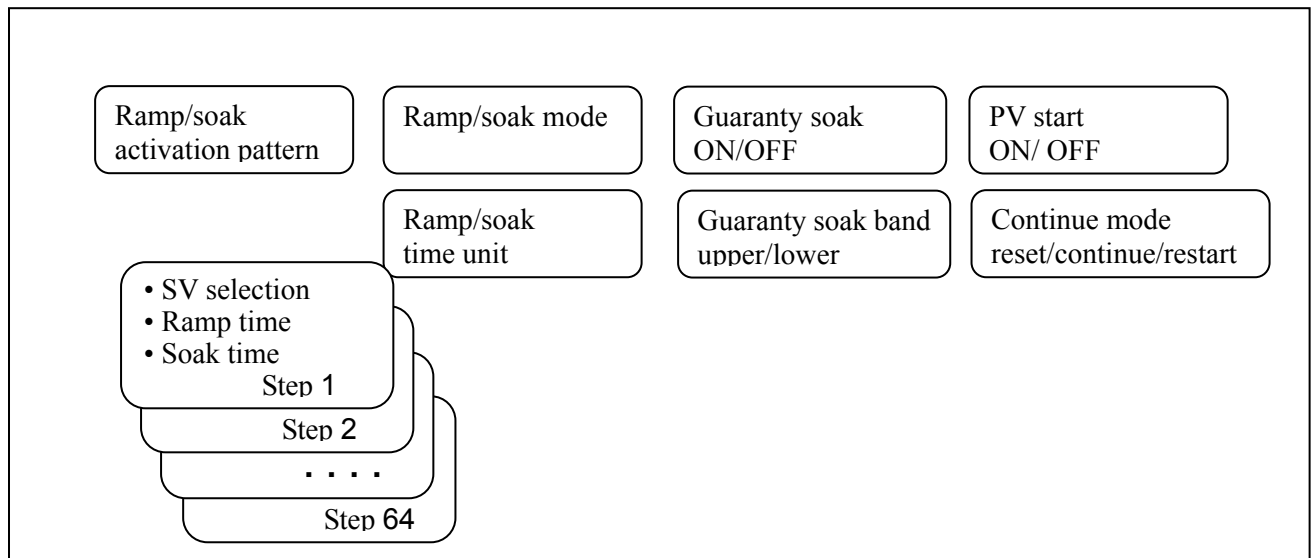 Ramp/soak
activation pattern
Ramp/soak mode
Guaranty soak
ON/OFF
PV start
ON/ OFF
Ramp/soak
time unit
Guaranty soak band
upper/lower
Continue mode
reset/continue/restart
• SV selection
• Ramp time
• Soak time
Step 1
Step 2
. . . .
Step 64